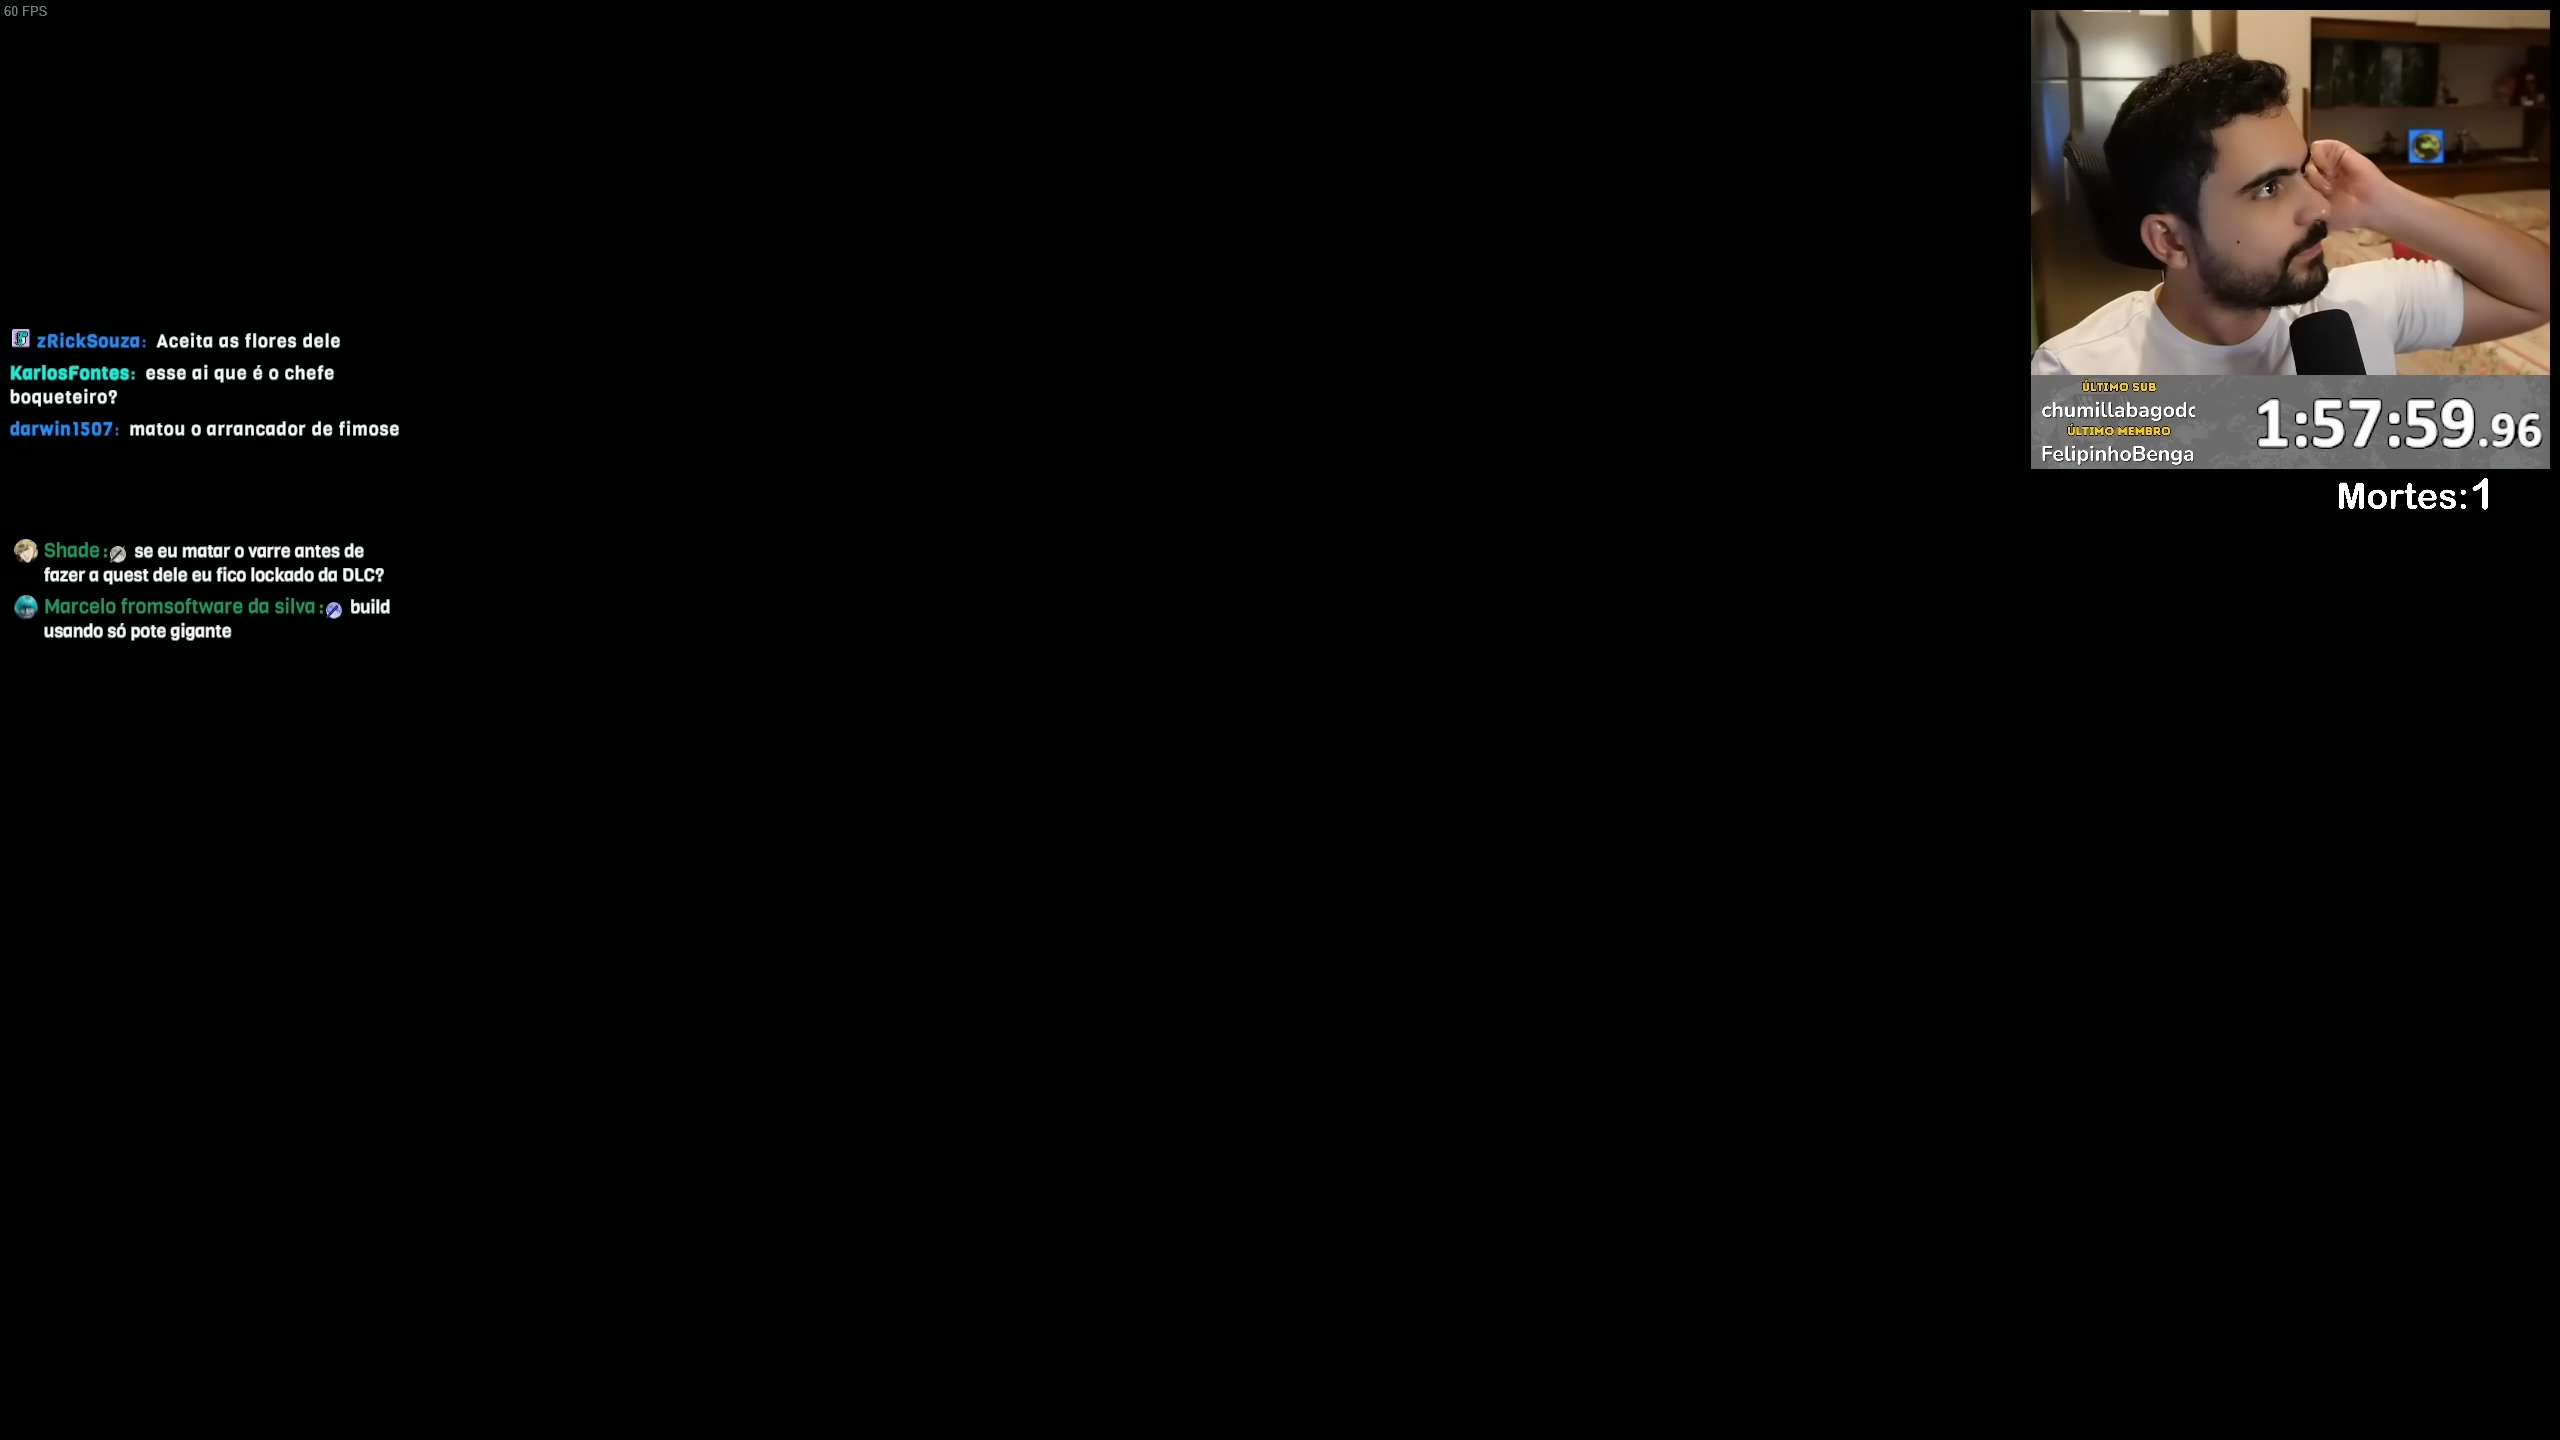 60 FPS
zRickSouza: Aceita as flores dele
KarlosFontes: esse ai que é o chefe
boqueteiro?
darwin1507: matou o arrancador de fimose
Shade: se eu matar o varre antes de
fazer a quest dele eu fico lockado da DLC?
Marcelo fromsoftware da silva: build
usando só pote gigante
ÚLTIMO SUB
chumillabagodc
ÚLTIMO MEMBRO
FelipinhoBenga
1:57:59.96
Mortes:1